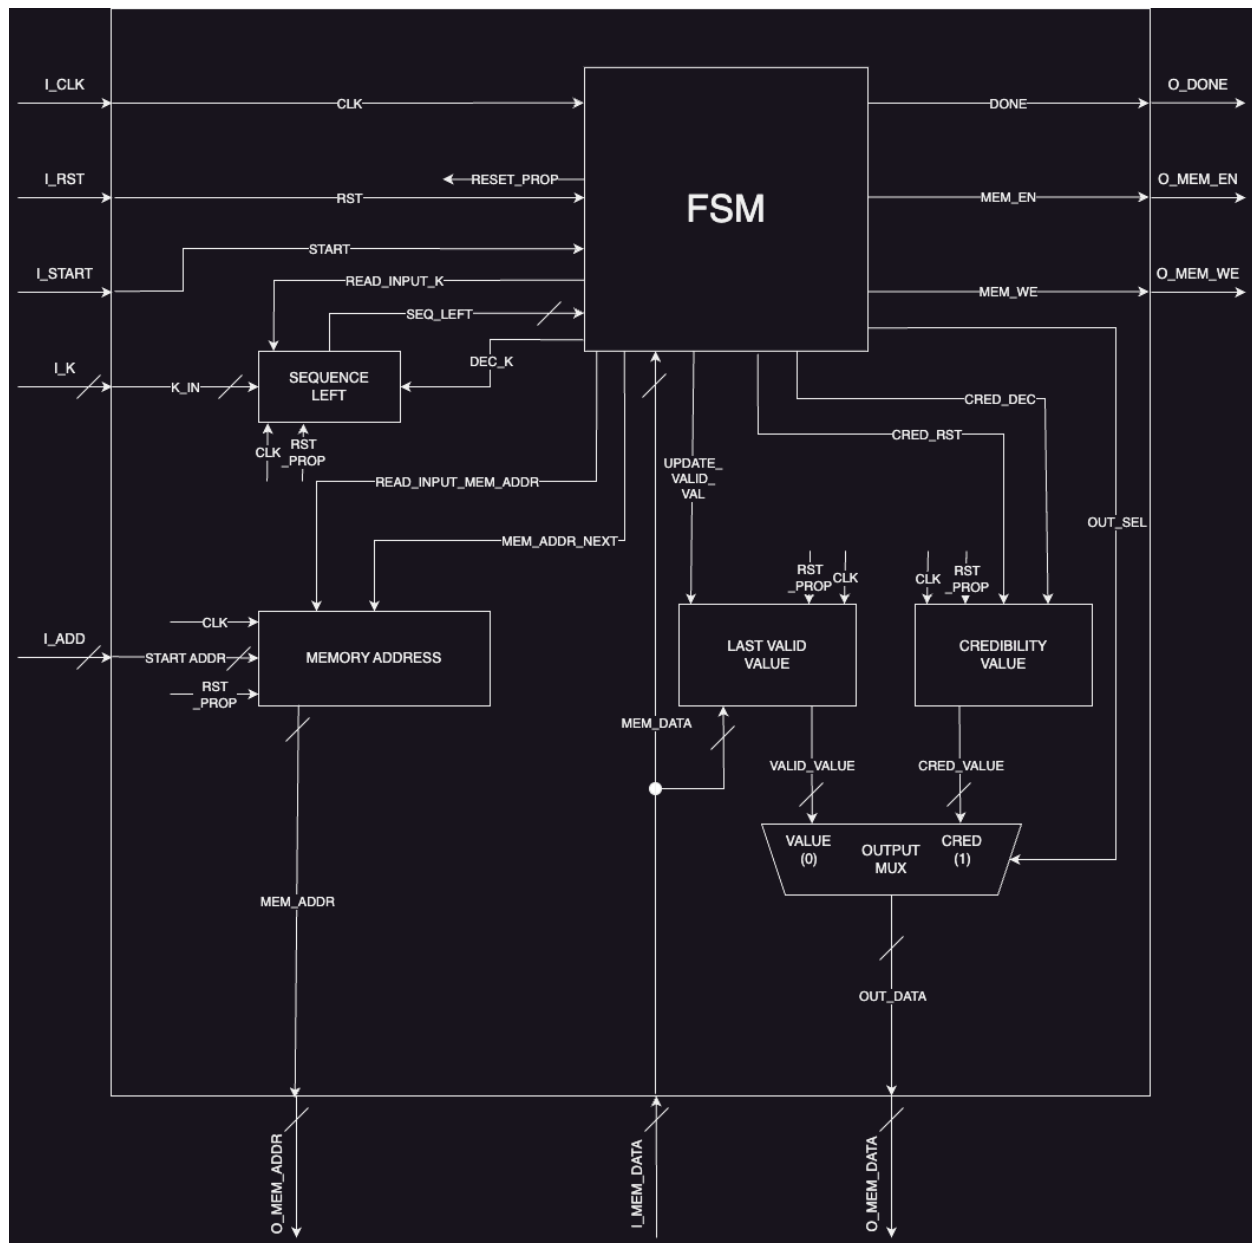 I_CLK
CLK
DONE
O_DONE
I_RST
RESET_PROP
RST
FSM
MEM_EN
O_MEM_EN
I_START
START
READ_INPUT_K
SEQ_LEFT
MEM_WE
O_MEM_WE
I_K
K_IN
SEQUENCE
LEFT
DEC_K
CLK
RST
_PROP
CRED_DEC
CRED_RST
READ_INPUT_MEM_ADDR
UPDATE_
VALID_
VAL
OUT_SEL
MEM_ADDR_NEXT
RST
_PROP
CLK
CLK
RST
_PROP
I_ADD
CLK
START ADDR
RST
_PROP
MEMORY ADDRESS
LAST VALID
VALUE
CREDIBILITY
VALUE
MEM_DATA
VALID_VALUE
CRED_VALUE
VALUE
(0)
OUTPUT
MUX
CRED
(1)
MEM_ADDR
OUT_DATA
O_MEM_ADDR
I_MEM_DATA
O_MEM_DATA